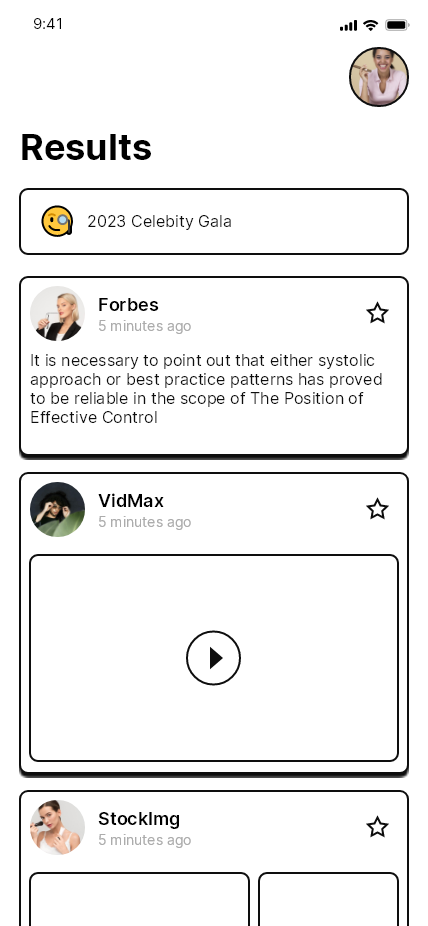 9:41
Results
2023 Celebity Gala
Forbes
5 minutes ago
It is necessary to point out that either systolic
approach or best practice patterns has proved
to be reliable in the scope of The Position of
Effective Control
VidMax
5 minutes ago
StockImg
5 minutes ago